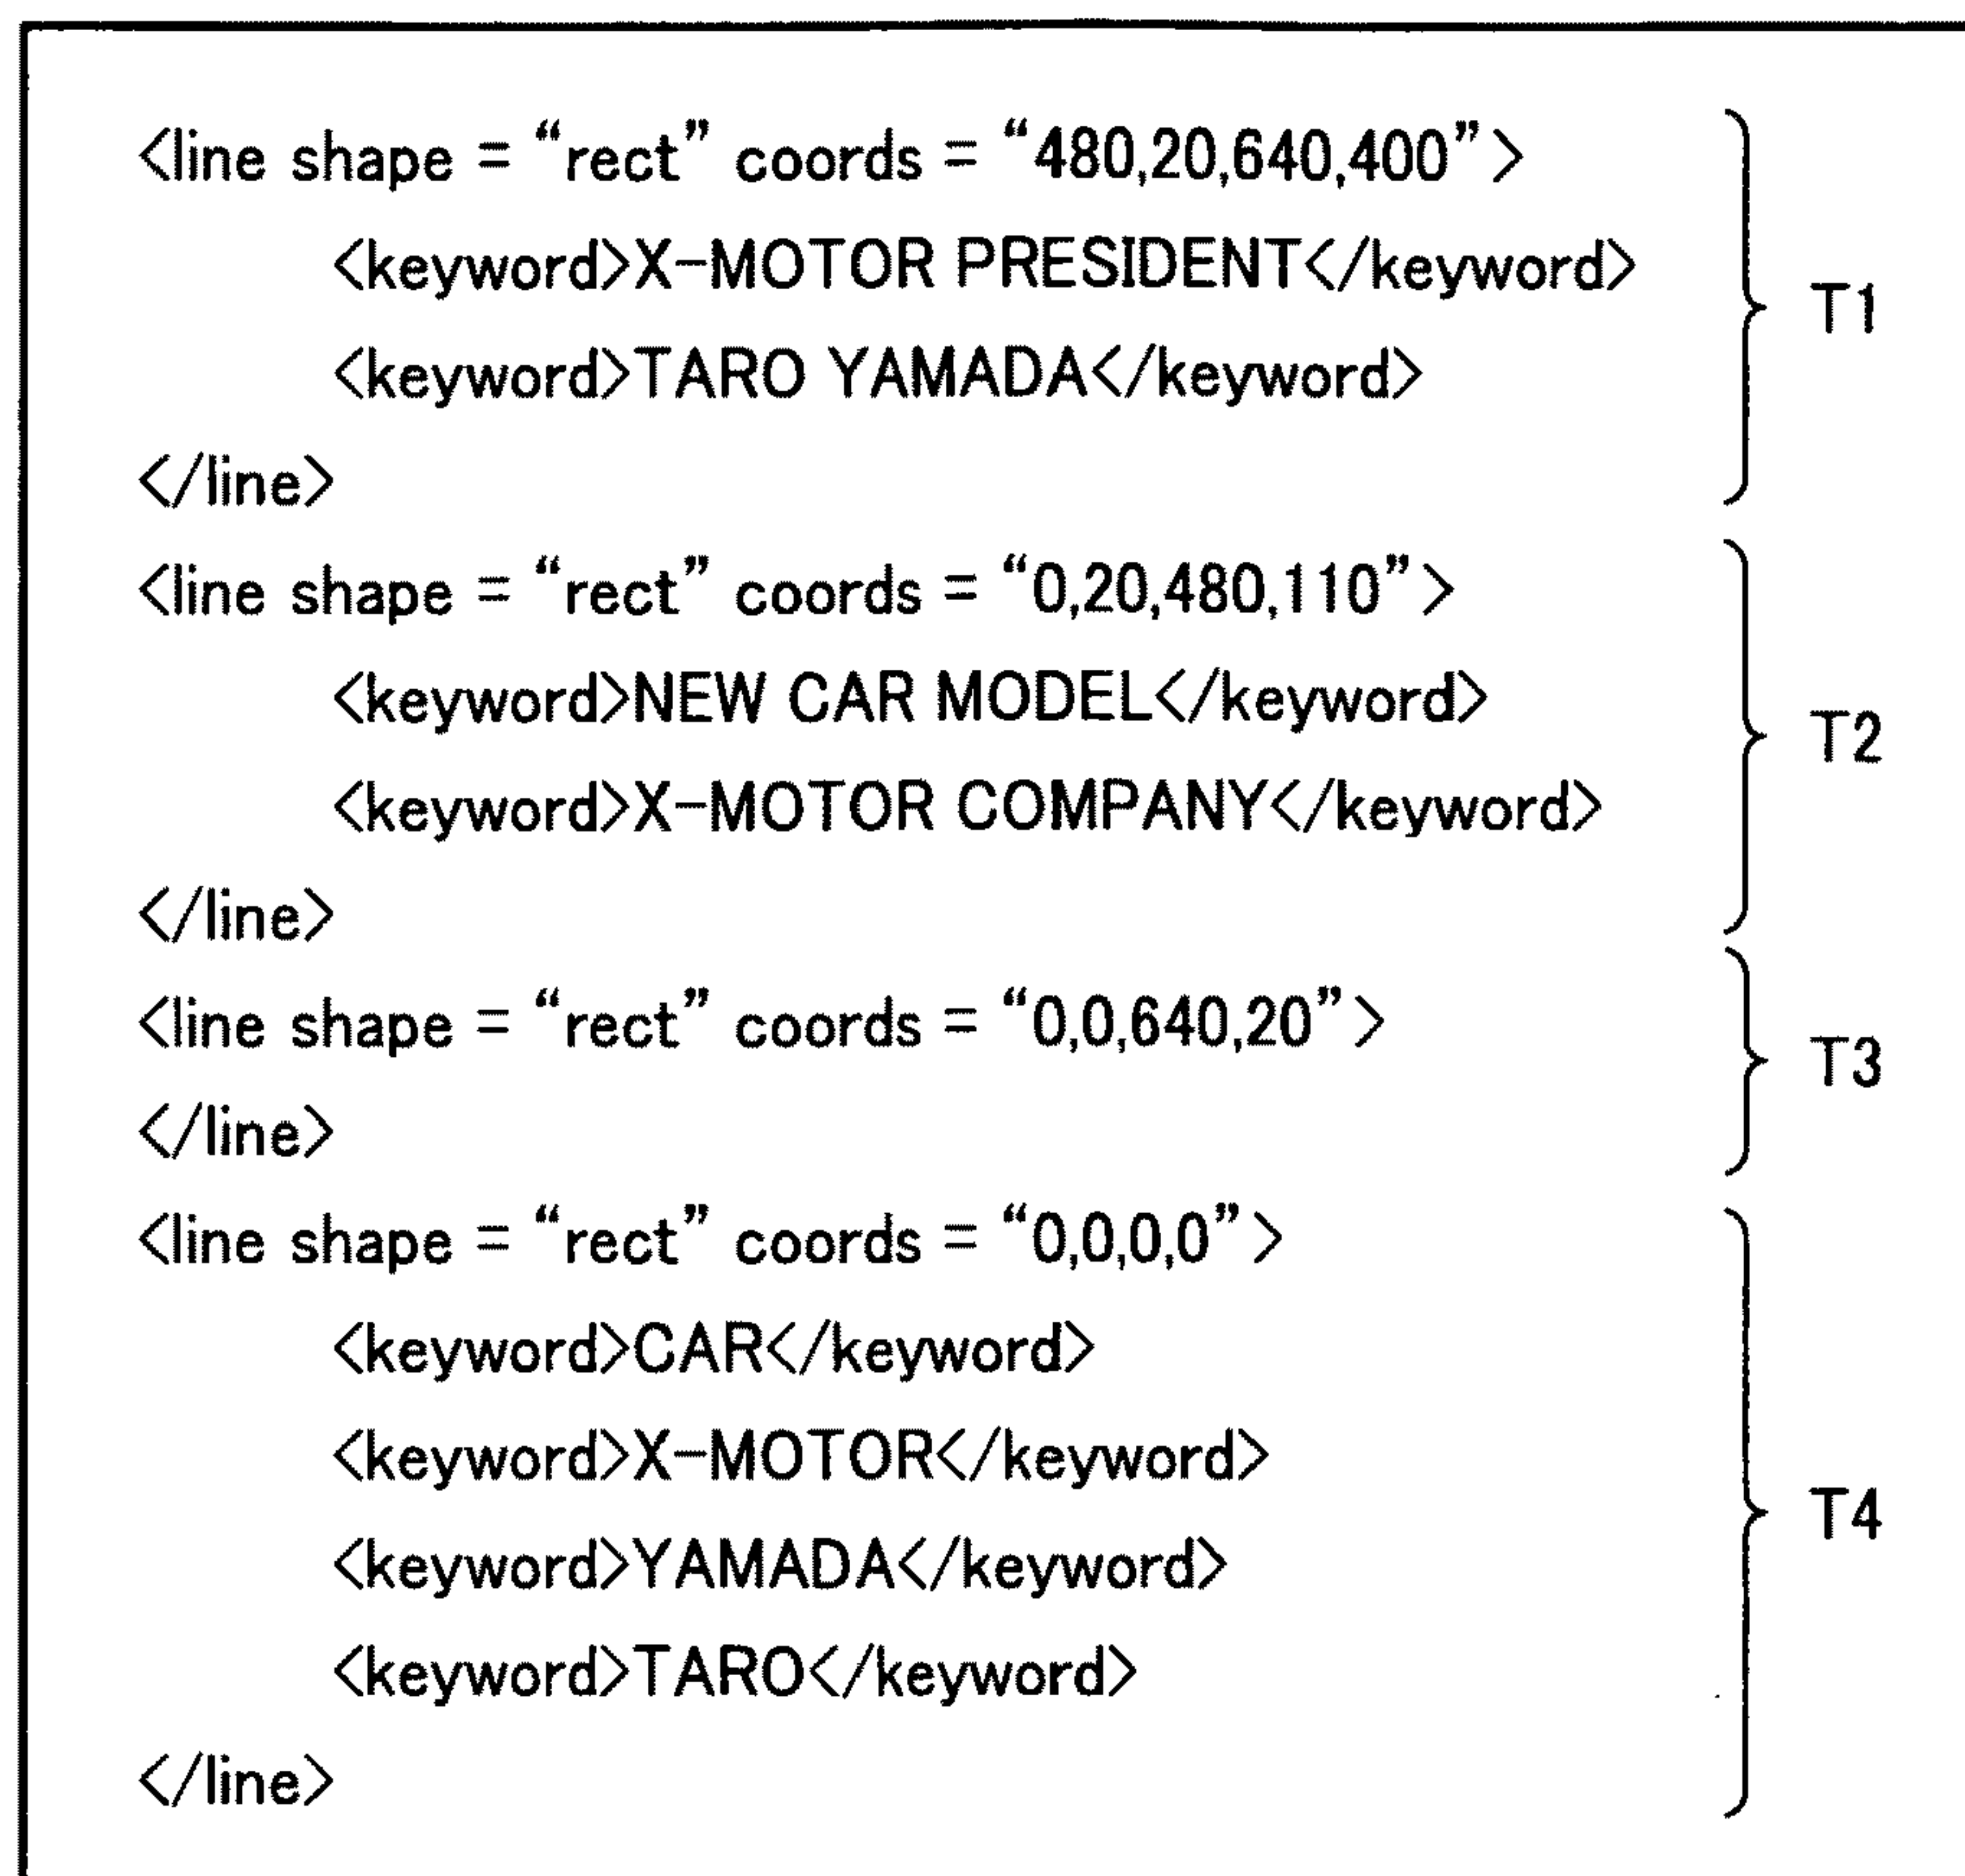 <line shape = “rect” coords = “480,20,640,400”>
<keyword>X-MOTOR PRESIDENT</keyword>
<keyword>TARO YAMADA</keyword>
</line>
T1
<line shape = “rect” coords = “0,20,480,110”>
<keyword>NEW CAR MODEL</keyword>
<keyword>X-MOTOR COMPANY</keyword>
</line>
T2
<line shape = “rect” coords = “0,0,640,20”>
</line>
T3
<line shape = “rect” coords = “0,0,0,0”>
<keyword>CAR</keyword>
<keyword>X-MOTOR</keyword>
<keyword>YAMADA</keyword>
<keyword>TARO</keyword>
</line>
T4